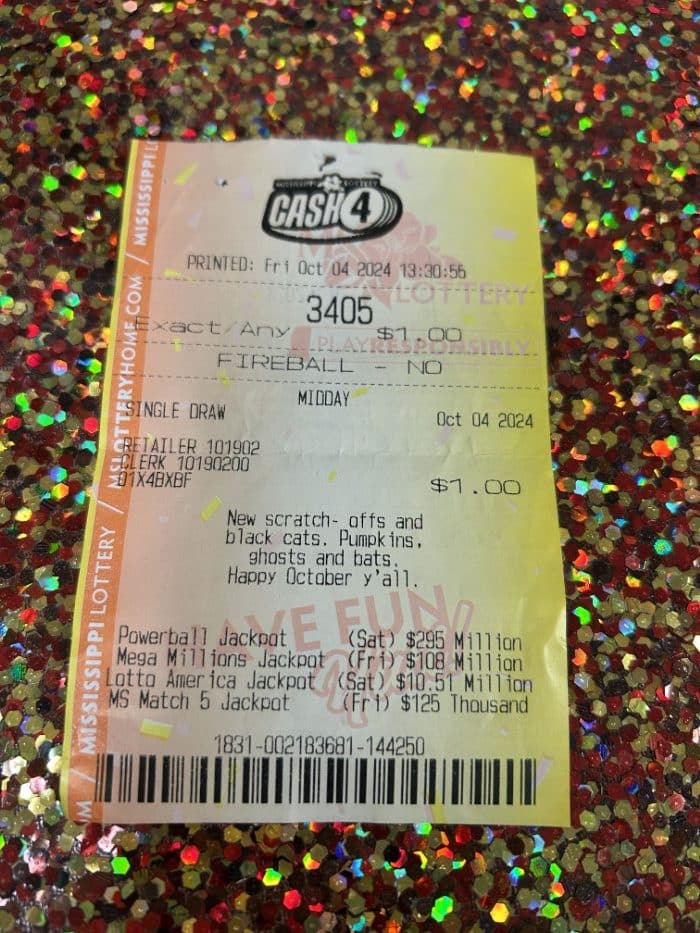 MISSISSIPPI LOTTERY
CASH 4
PRINTED: Fri Oct 04 2024 13:30:56
LOTTERY
3405
Exact/Any $1.00
PLAY RESPONSIBLY
FIREBALL - NO
MIDDAY
SINGLE DRAW Oct 04 2024
RETAILER 101902
CLERK 10190200
01X4BXBF
$1.00
New scratch- offs and
black cats. Pumpkins,
ghosts and bats.
Happy October y'all.
HAVE FUN
Powerball Jackpot (Sat) $295 Million
Mega Millions Jackpot (Fri) $108 Million
Lotto America Jackpot (Sat) $10.51 Million
MS Match 5 Jackpot (Fri) $125 Thousand
1831-002183681-144250
/ MISSISSIPPI LOTTERY / MSLOTTERYHOME.COM / MISSISSIPPI L